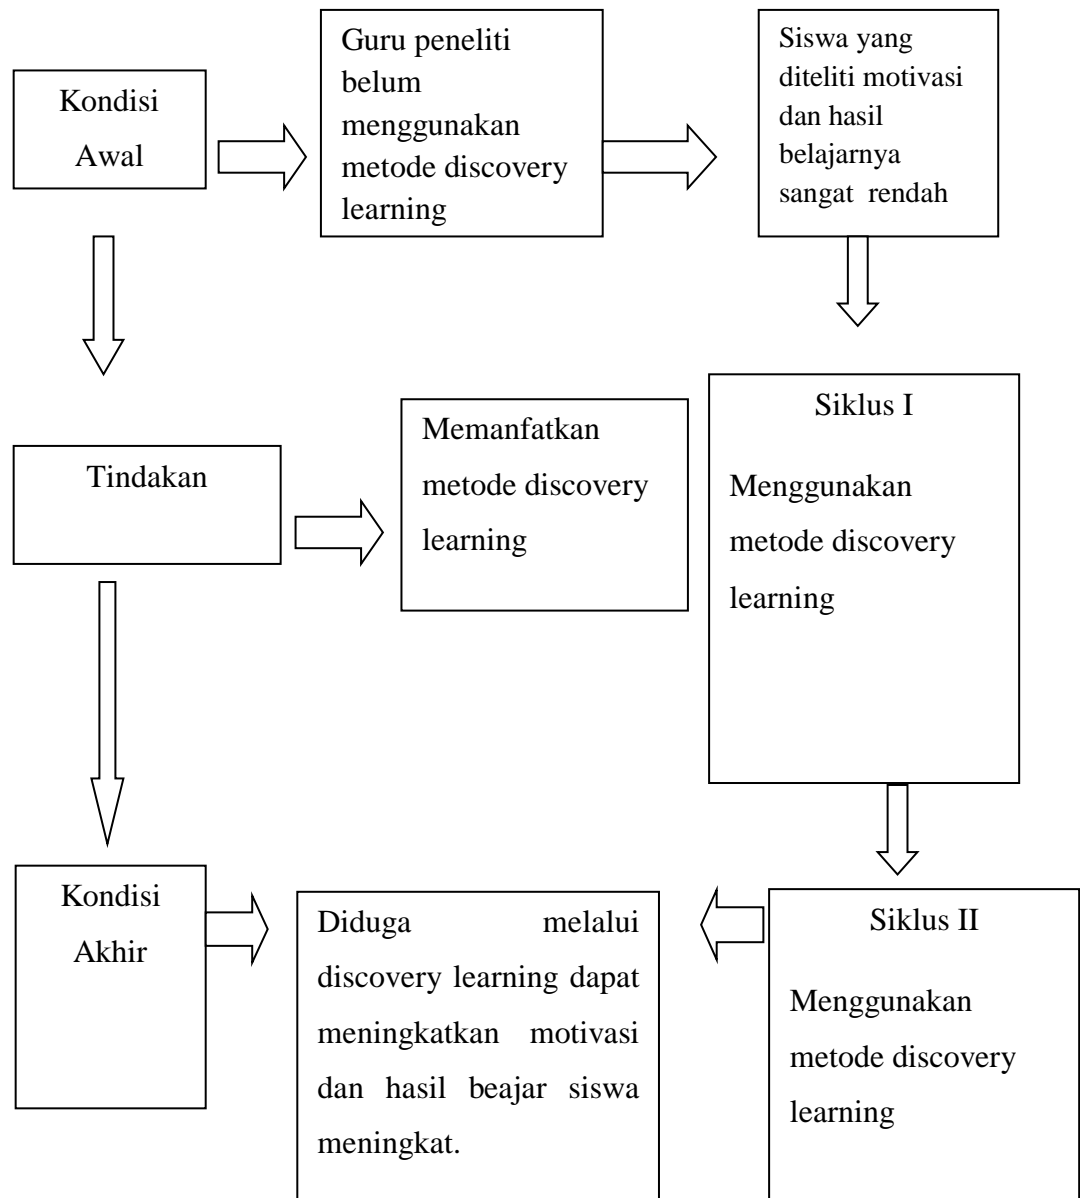 Kondisi
Awal
Guru peneliti
belum
menggunakan
metode discovery
learning
Siswa yang
diteliti motivasi
dan hasil
belajarnya
sangat rendah
Tindakan
Memanfatkan
metode discovery
learning
Siklus I
Menggunakan
metode discovery
learning
Kondisi
Akhir
Diduga melalui
discovery learning dapat
meningkatkan motivasi
dan hasil beajar siswa
meningkat.
Siklus II
Menggunakan
metode discovery
learning